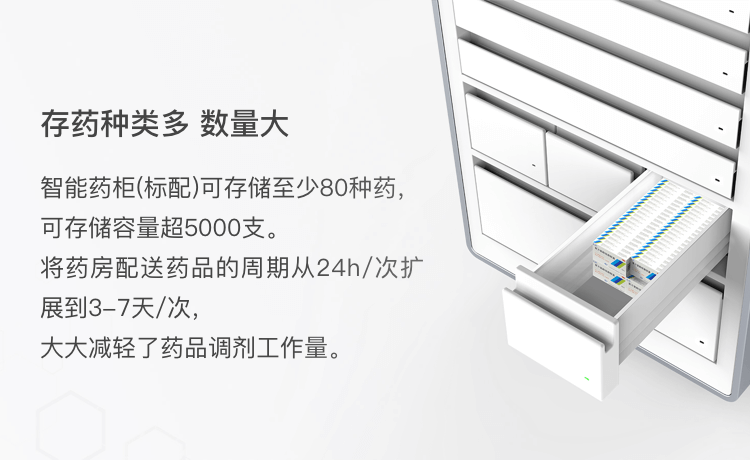 存药种类多 数量大
智能药柜(标配)可存储至少80种药,
可存储容量超5000支。
将药房配送药品的周期从24h/次扩
展到3-7天/次,
大大减轻了药品调剂工作量。